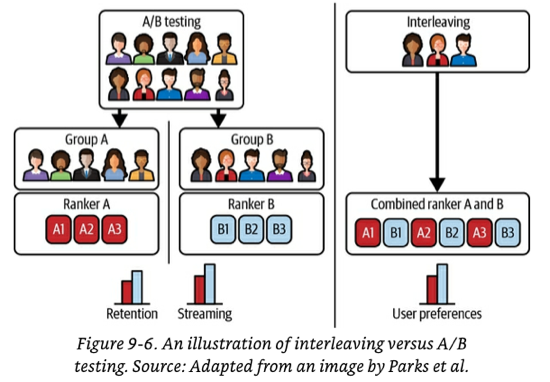 A/B testing
Interleaving
Group A
Group B
Ranker A
Ranker B
Combined ranker A and B
A1 A2 A3
B1 B2 B3
A1 B1 A2 B2 A3 B3
Retention
Streaming
User preferences
Figure 9-6. An illustration of interleaving versus A/B
testing. Source: Adapted from an image by Parks et al.